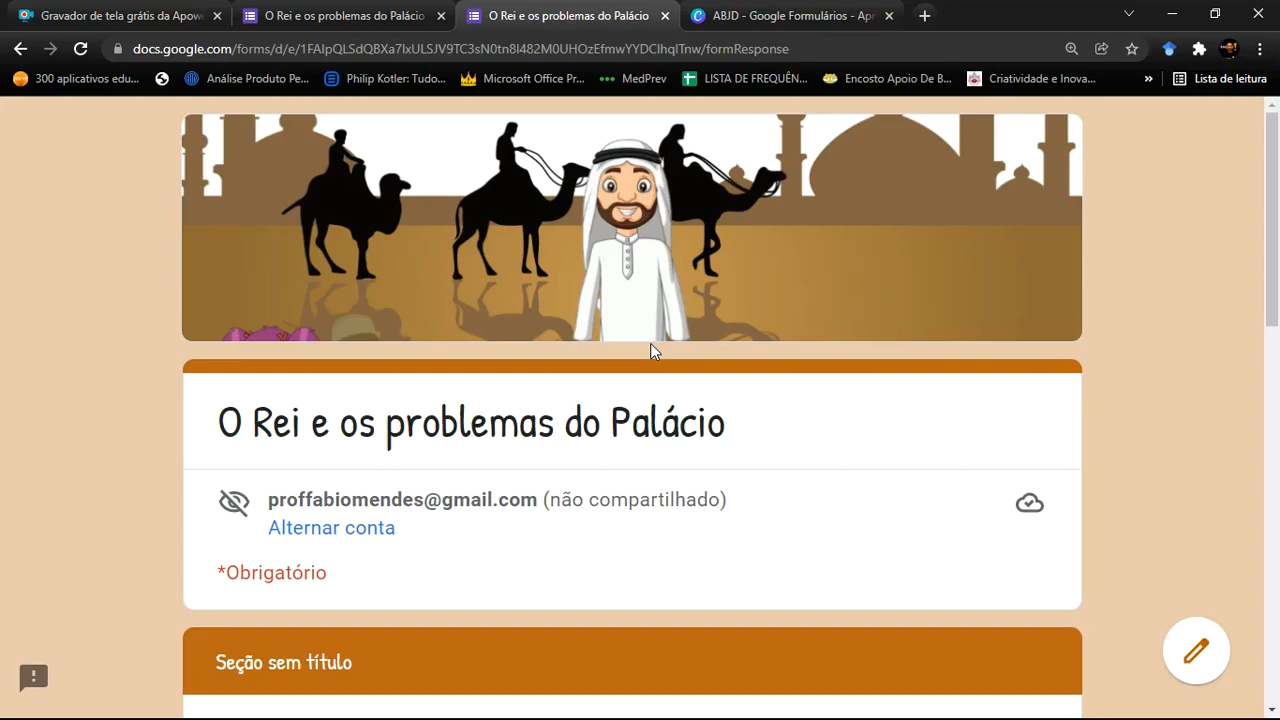 Gravador de tela grátis da Apowe
O Rei e os problemas do Palácio
O Rei e os problemas do Palácio
ABJD - Google Formulários - Apr
docs.google.com/forms/d/e/1FAIpQLSdQBXa7lxULSJV9TC3sN0tn8l482M0UHOzEfmwYYDCIhqITnw/formResponse
300 aplicativos edu...
Análise Produto Pe...
Philip Kotler: Tudo...
Microsoft Office Pr...
MedPrev
LISTA DE FREQUÊN...
Encosto Apoio De B...
Criatividade e Inova...
»
Lista de leitura
O Rei e os problemas do Palácio
proffabiomendes@gmail.com (não compartilhado)
Alternar conta
*Obrigatório
Seção sem título